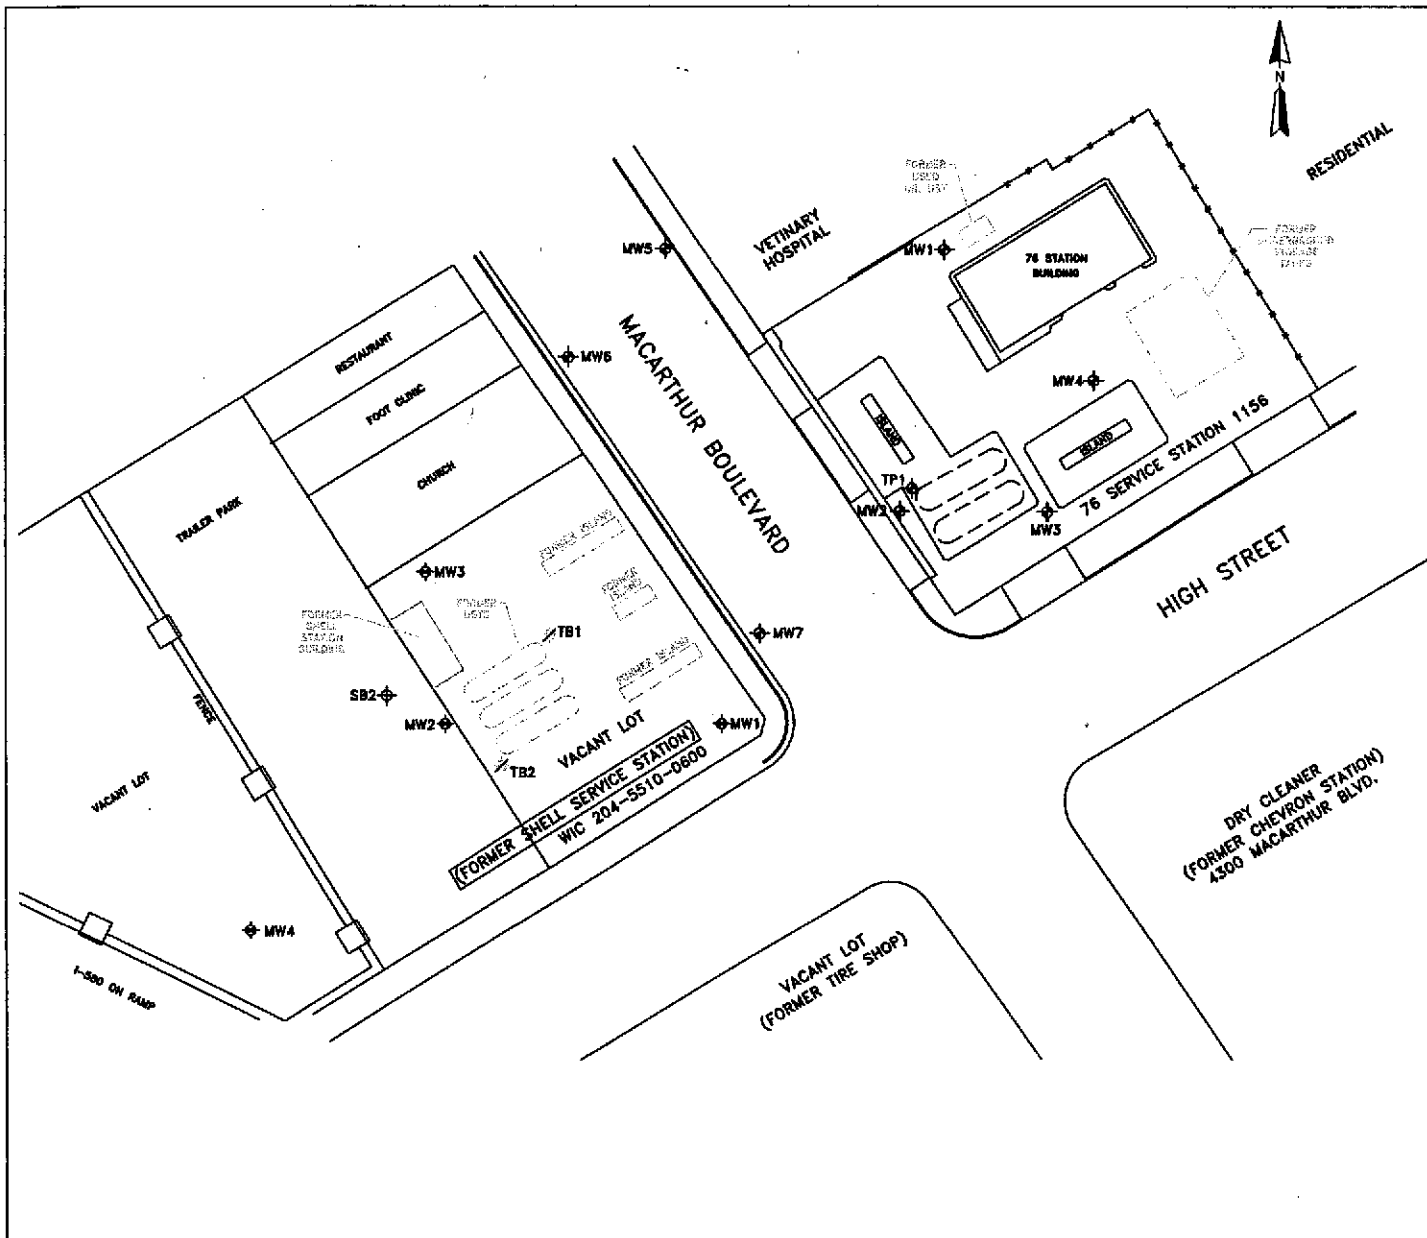 N
RESIDENTIAL
FORMER
USED
OIL UST
VETINARY
HOSPITAL
MW5
MW1
76 STATION
BUILDING
FORMER
UNDERGROUND
STORAGE
TANKS
MACARTHUR BOULEVARD
RESTAURANT
MW6
FOOT CLINIC
MW4
ISLAND
ISLAND
CHURCH
TP1
76 SERVICE STATION 1156
MW2
MW3
TRAILER PARK
FORMER ISLAND
HIGH STREET
MW3
FORMER
ISLAND
FORMER
USTS
FORMER
SHELL
STATION
BUILDING
TB1
MW7
FORMER ISLAND
SB2
FENCE
MW2
MW1
VACANT LOT
TB2
(FORMER SHELL SERVICE STATION)
WIC 204-5510-0600
VACANT LOT
DRY CLEANER
(FORMER CHEVRON STATION)
4300 MACARTHUR BLVD.
MW4
VACANT LOT
(FORMER TIRE SHOP)
I-580 ON RAMP